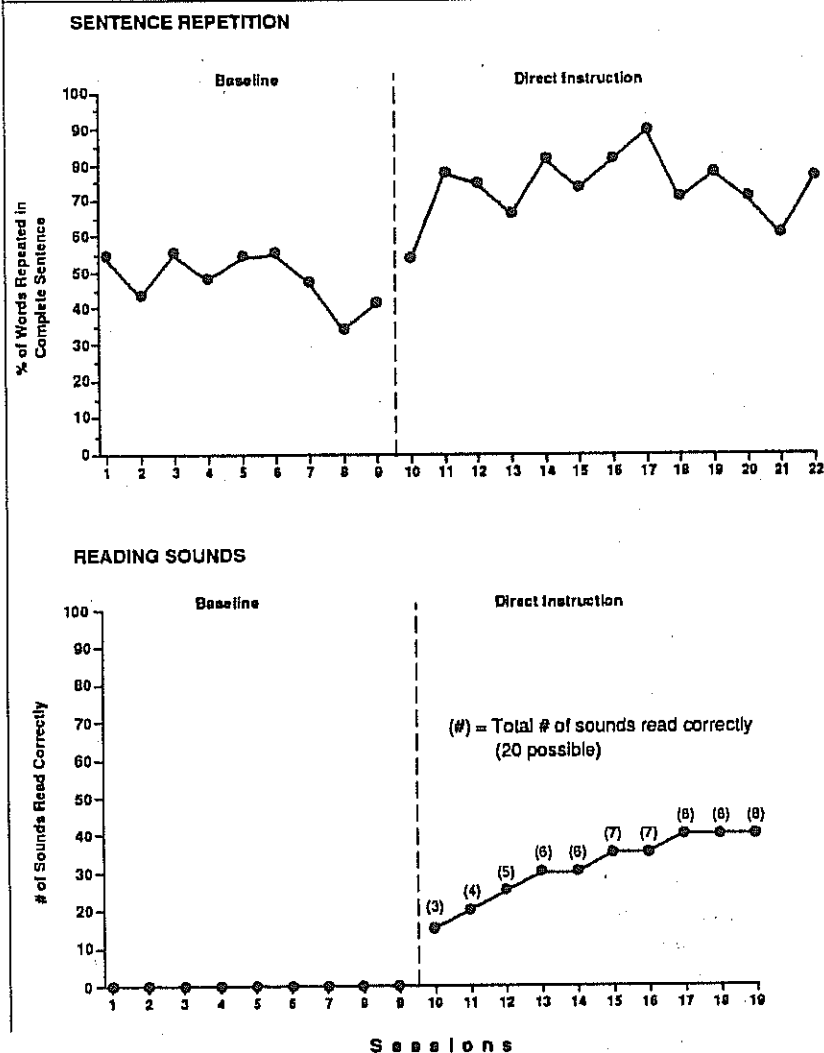 SENTENCE REPETITION
Baseline
Direct Instruction
100
90
80
70
60
50
40
30
20
10
0
% of Words Repeated in
Complete Sentence
1 2 3 4 5 6 7 8 9 10 11 12 13 14 15 16 17 18 19 20 21 22
READING SOUNDS
Baseline
Direct Instruction
100
90
80
70
60
50
40
30
20
10
0
# of Sounds Read Correctly
(#) = Total # of sounds read correctly
(20 possible)
(3) (4) (5) (6) (6) (7) (7) (8) (8) (8)
1 2 3 4 5 6 7 8 9 10 11 12 13 14 15 16 17 18 19
Sessions